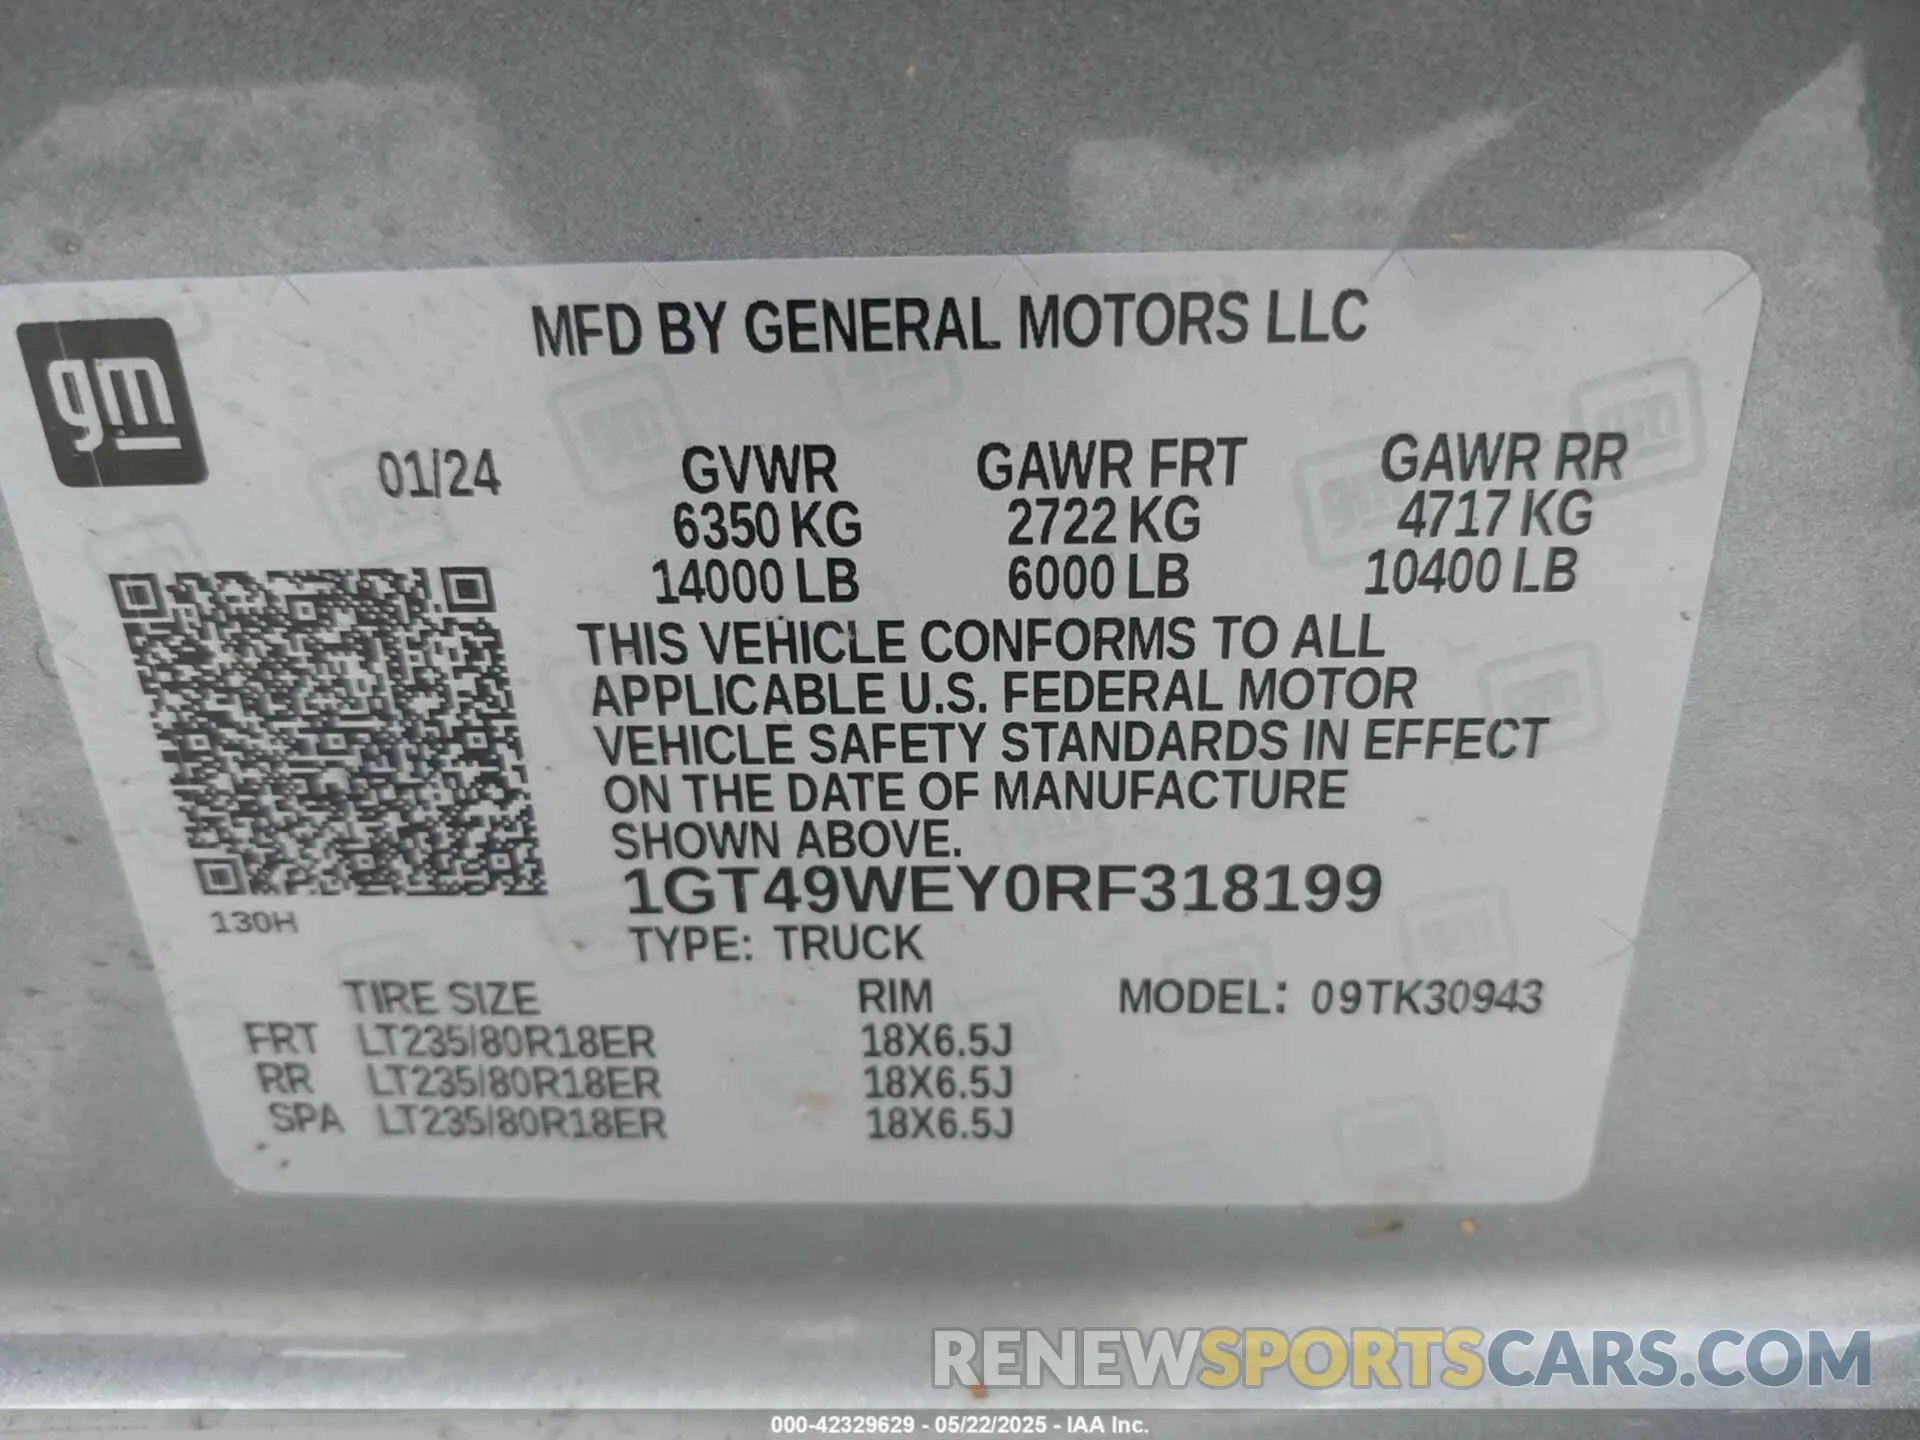 MFD BY GENERAL MOTORS LLC
gm
01/24 GVWR GAWR FRT GAWR RR
6350 KG 2722 KG 4717 KG
14000 LB 6000 LB 10400 LB
THIS VEHICLE CONFORMS TO ALL
APPLICABLE U.S. FEDERAL MOTOR
VEHICLE SAFETY STANDARDS IN EFFECT
ON THE DATE OF MANUFACTURE
SHOWN ABOVE.
1GT49WEY0RF318199
130H
TYPE: TRUCK
TIRE SIZE RIM MODEL: 09TK30943
FRT LT235/80R18ER 18X6.5J
RR LT235/80R18ER 18X6.5J
SPA LT235/80R18ER 18X6.5J
RENEWSPORTSCARS.COM
000-42329629 - 05/22/2025 - IAA Inc.